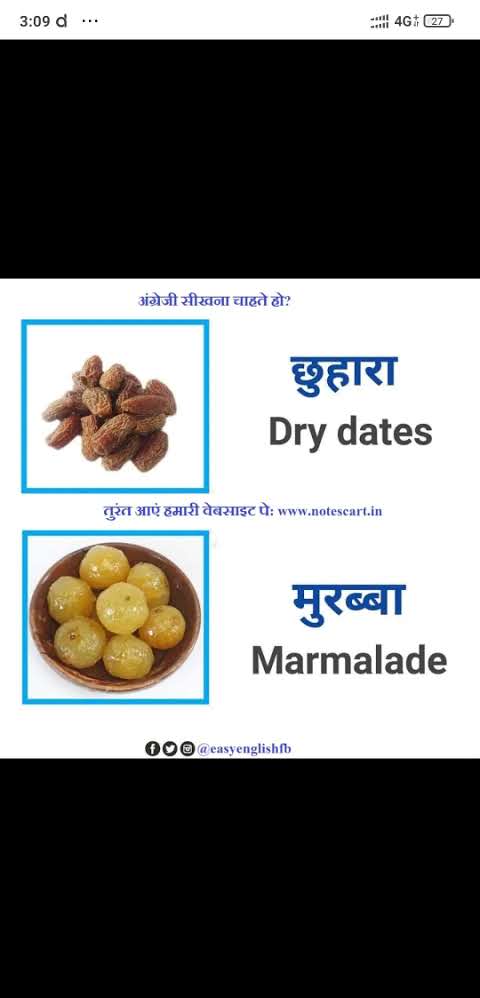 3:09 d ...
4G 27
अंग्रेजी सीखना चाहते हो?
छुहारा
Dry dates
तुरंत आएं हमारी वेबसाइट पे: www.notescart.in
मुरब्बा
Marmalade
@easyenglishfb